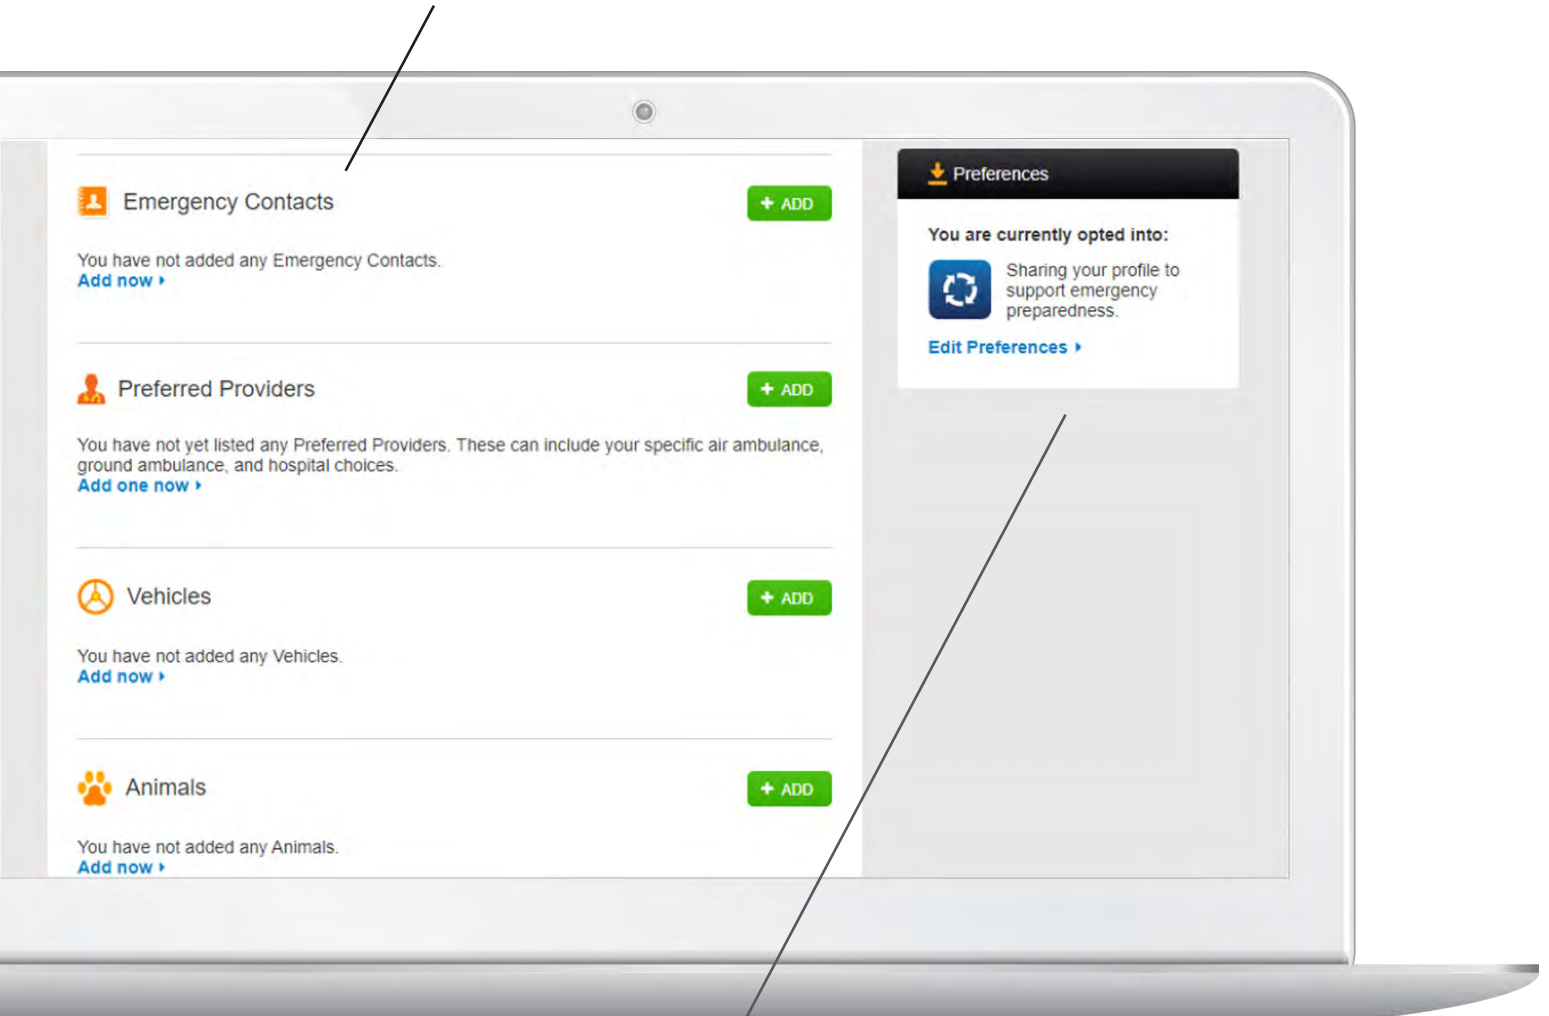 Emergency Contacts
+ ADD
You have not added any Emergency Contacts.
Add now
Preferred Providers
+ ADD
You have not yet listed any Preferred Providers. These can include your specific air ambulance,
ground ambulance, and hospital choices.
Add one now
Vehicles
+ ADD
You have not added any Vehicles.
Add now
Animals
+ ADD
You have not added any Animals.
Add now
Preferences
You are currently opted into:
Sharing your profile to
support emergency
preparedness.
Edit Preferences